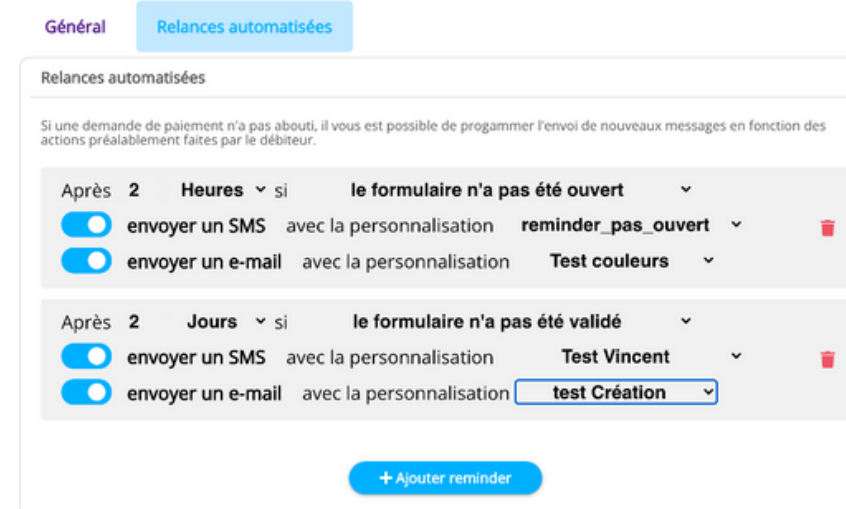 Général Relances automatisées
Relances automatisées
Si une demande de paiement n'a pas abouti, il vous est possible de progammer l'envoi de nouveaux messages en fonction des
actions préalablement faites par le débiteur.
Après 2 Heures si le formulaire n'a pas été ouvert
envoyer un SMS avec la personnalisation reminder_pas_ouvert
envoyer un e-mail avec la personnalisation Test couleurs
Après 2 Jours si le formulaire n'a pas été validé
envoyer un SMS avec la personnalisation Test Vincent
envoyer un e-mail avec la personnalisation test Création
+ Ajouter reminder